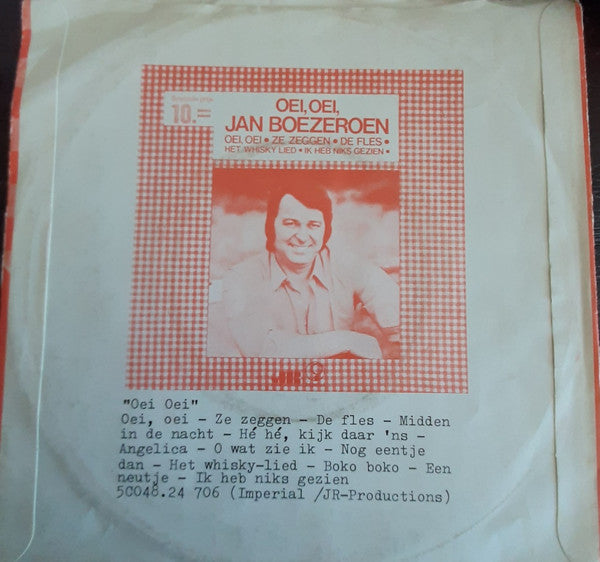 10.=
OEI, OEI,
JAN BOEZEROEN
OEI, OEI • ZE ZEGGEN • DE FLES •
HET WHISKY LIED • IK HEB NIKS GEZIEN •
"Oei Oei"
Oei, oei - Ze zeggen - De fles - Midden
in de nacht - Hé hé, kijk daar 'ns -
Angelica - O wat zie ik - Nog eentje
dan - Het whisky-lied - Boko boko - Een
neutje - Ik heb niks gezien
5C048.24 706 (Imperial /JR-Productions)